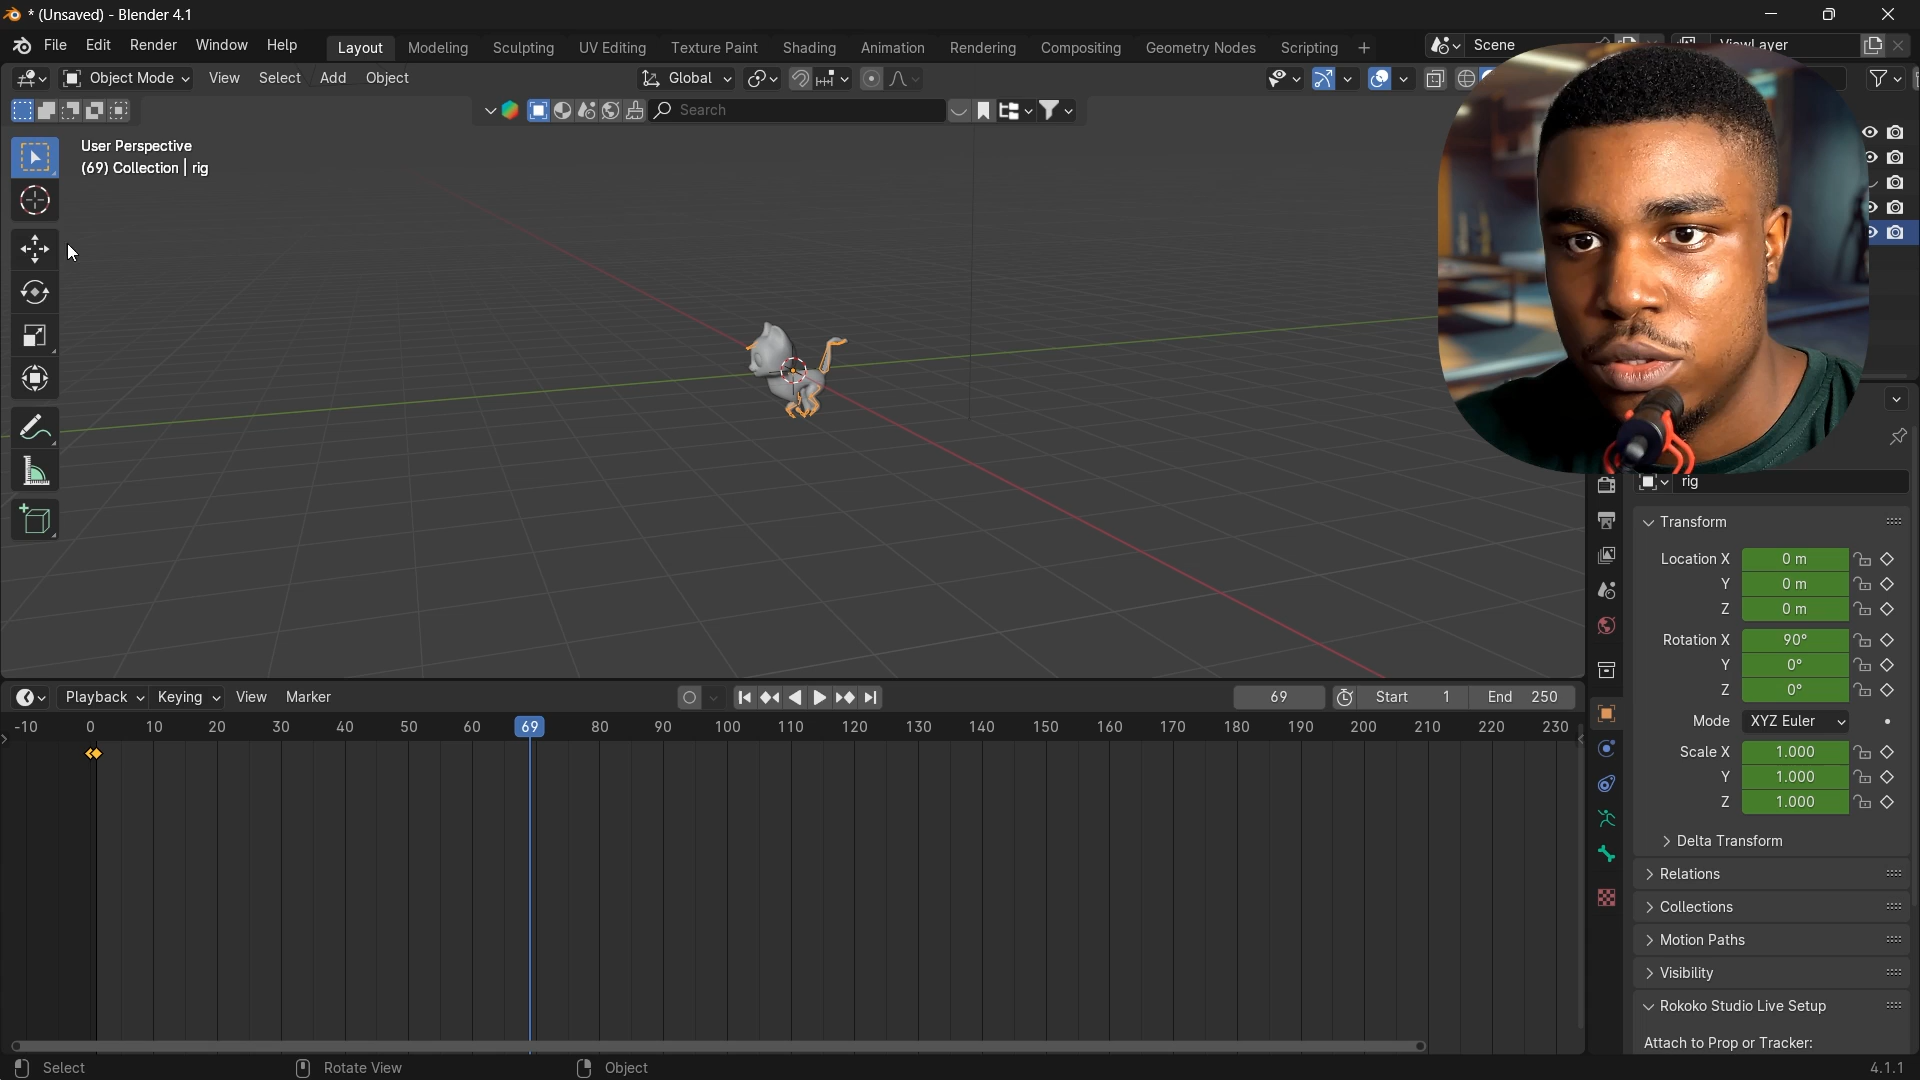 * (Unsaved) - Blender 4.1
File Edit Render Window Help Layout Modeling Sculpting UV Editing Texture Paint Shading Animation Rendering Compositing Geometry Nodes Scripting + Scene ViewLayer
Object Mode View Select Add Object Global
Search
User Perspective
(69) Collection | rig
rig
Transform
Location X 0 m
Y 0 m
Z 0 m
Rotation X 90°
Y 0°
Z 0°
Mode XYZ Euler
Scale X 1.000
Y 1.000
Z 1.000
Delta Transform
Relations
Collections
Motion Paths
Visibility
Rokoko Studio Live Setup
Attach to Prop or Tracker:
Playback Keying View Marker 69 Start 1 End 250
-10 0 10 20 30 40 50 60 69 80 90 100 110 120 130 140 150 160 170 180 190 200 210 220 230
Select Rotate View Object 4.1.1